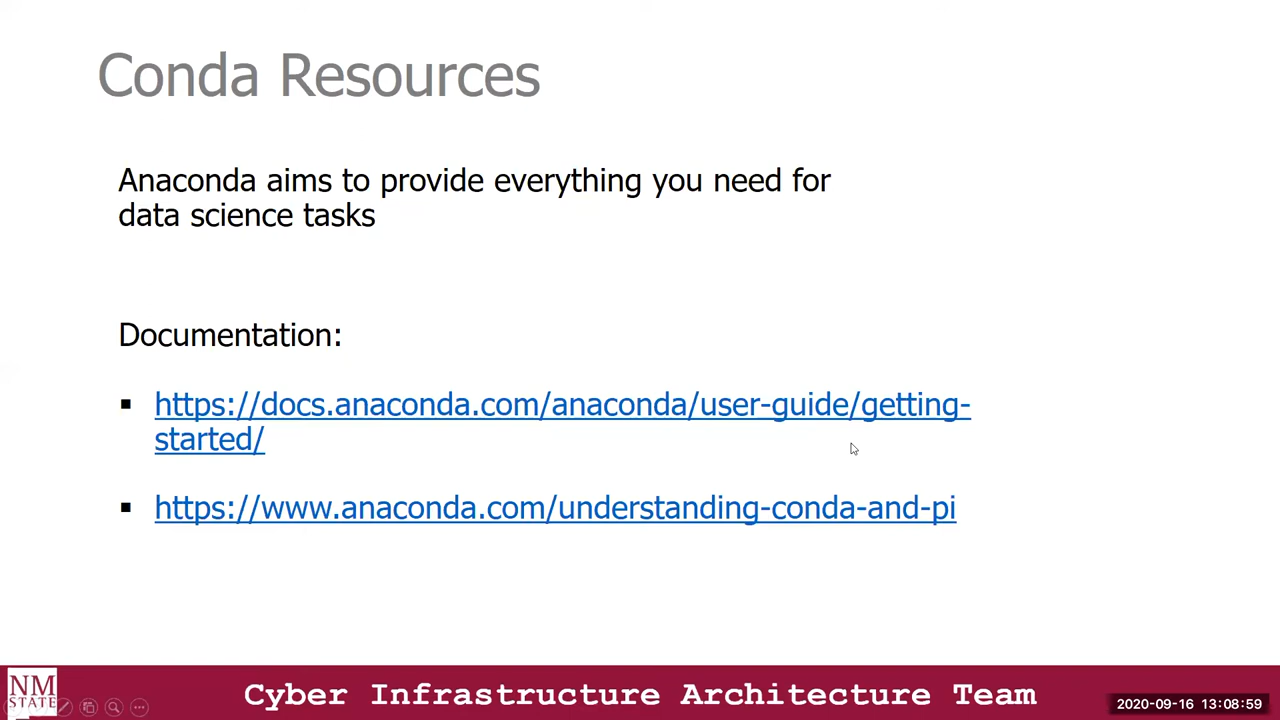 Conda Resources
Anaconda aims to provide everything you need for
data science tasks
Documentation:
▪ https://docs.anaconda.com/anaconda/user-guide/getting-
started/
▪ https://www.anaconda.com/understanding-conda-and-pi
NM
STATE
Cyber Infrastructure Architecture Team
2020-09-16 13:08:59